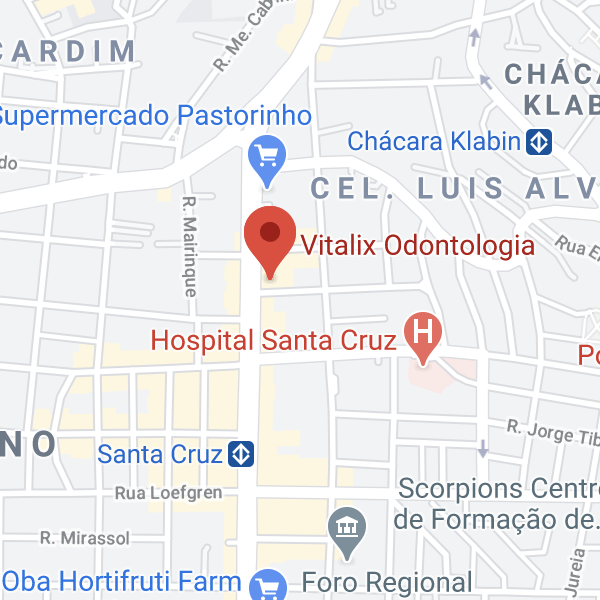 CARDIM
R. Me. Cab
CHÁCA
KLAB
Supermercado Pastorinho
Chácara Klabin
do
CEL. LUIS ALV
R. Mairinque
Rua E
Vitalix Odontologia
Hospital Santa Cruz
H
Po
R. Jorge Tib
NO
Santa Cruz
Rua Loefgren
Scorpions Centr
de Formação de...
R. Mirassol
Jureia
Oba Hortifruti Farm
Foro Regional